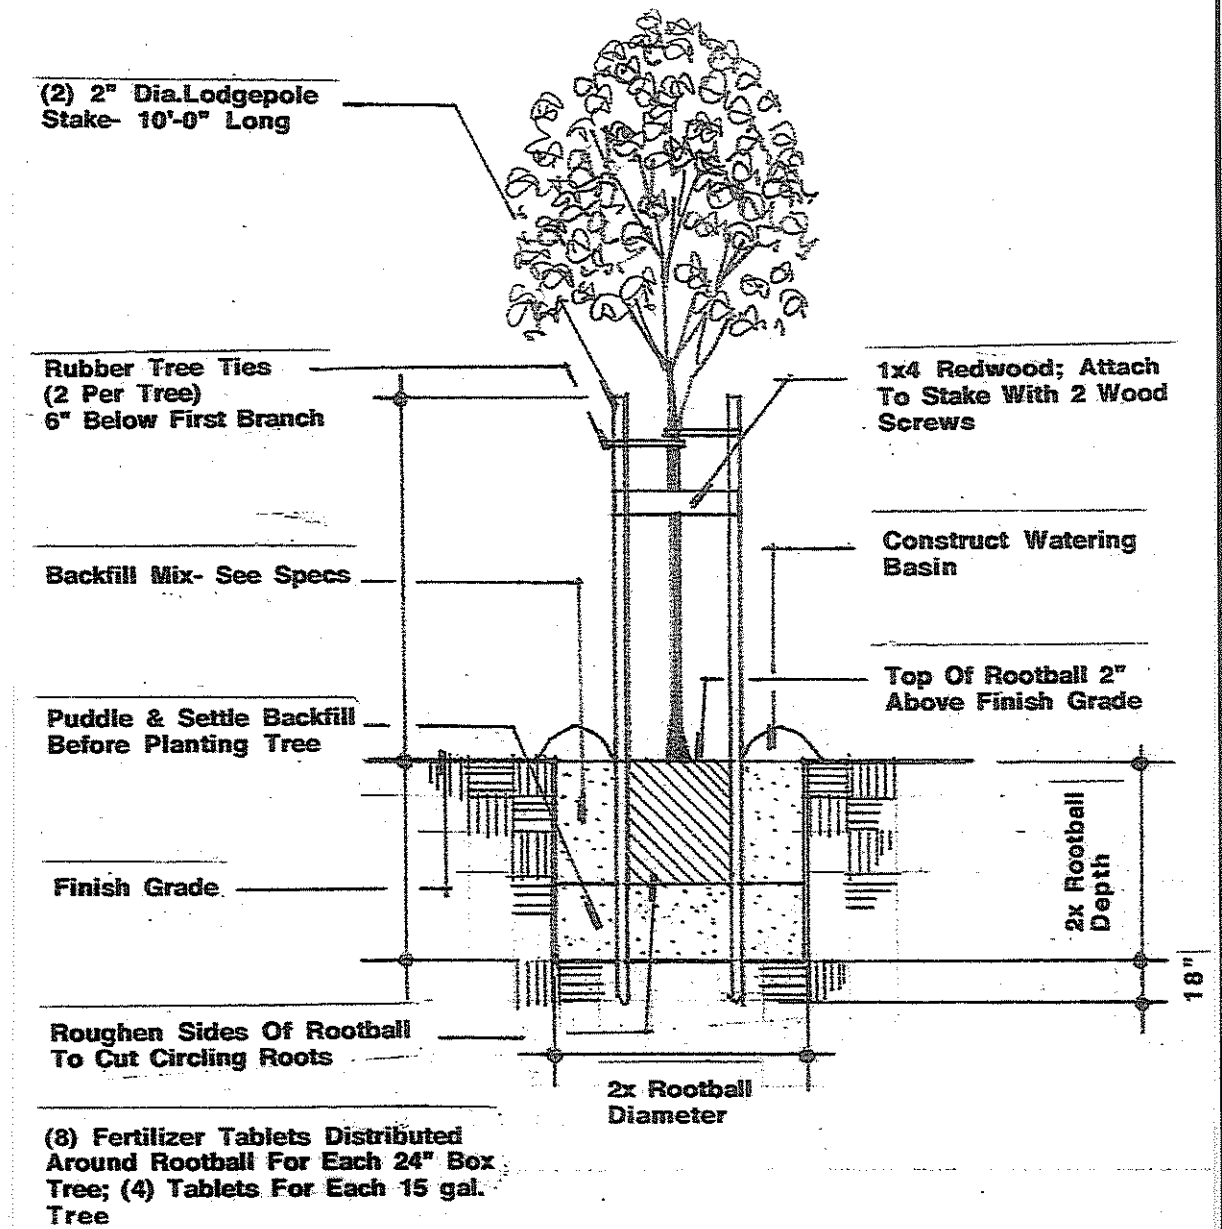 (2) 2" Dia.Lodgepole
Stake- 10'-0" Long
Rubber Tree Ties
(2 Per Tree)
6" Below First Branch
1x4 Redwood; Attach
To Stake With 2 Wood
Screws
Construct Watering
Basin
Backfill Mix- See Specs
Top Of Rootball 2"
Above Finish Grade
Puddle & Settle Backfill
Before Planting Tree
2x Rootball
Depth
Finish Grade
18"
Roughen Sides Of Rootball
To Cut Circling Roots
2x Rootball
Diameter
(8) Fertilizer Tablets Distributed
Around Rootball For Each 24" Box
Tree; (4) Tablets For Each 15 gal.
Tree